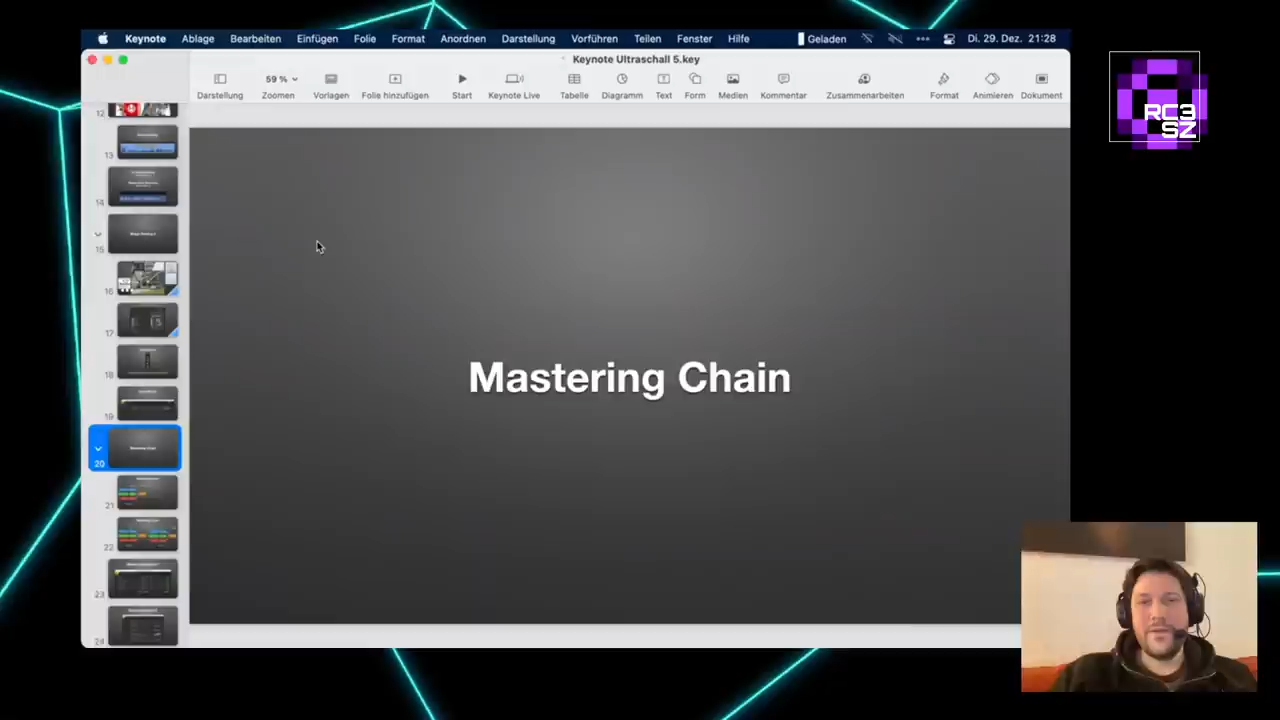 Keynote Ablage Bearbeiten Einfügen Folie Format Anordnen Darstellung Vorführen Teilen Fenster Hilfe Geladen ••• Di. 29. Dez. 21:28
Keynote Ultraschall 5.key
59 %
Darstellung Zoomen Vorlagen Folie hinzufügen Start Keynote Live Tabelle Diagramm Text Form Medien Kommentar Zusammenarbeiten Format Animieren Dokument
RC3
SZ
12
13
14
15
16
17
18
19
20
21
22
23
24
Mastering Chain